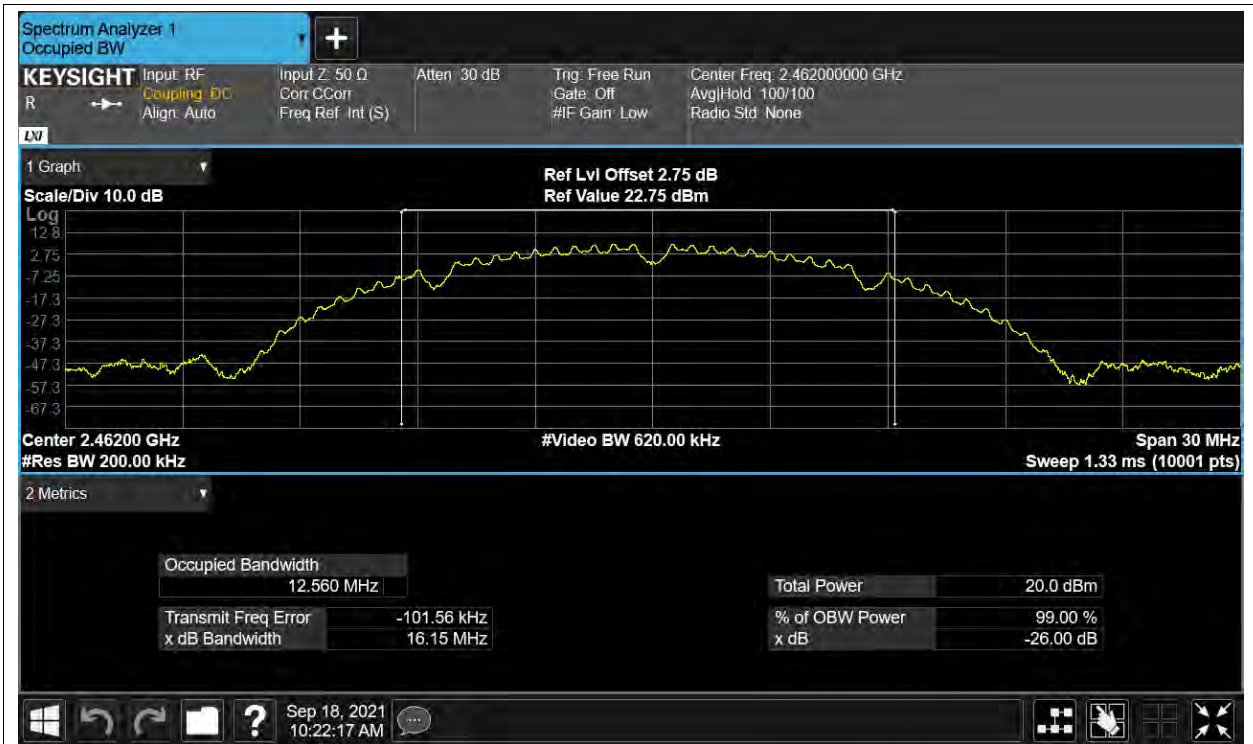 Spectrum Analyzer 1
Occupied BW
+
KEYSIGHT Input: RF Input Z: 50 Ω Atten: 30 dB Trig: Free Run Center Freq: 2.462000000 GHz
R Coupling: DC Corr CCorr Gate: Off Avg|Hold: 100/100
Align: Auto Freq Ref: Int (S) #IF Gain: Low Radio Std: None
LXI
1 Graph
Ref Lvl Offset 2.75 dB
Scale/Div 10.0 dB Ref Value 22.75 dBm
Log
12.8
2.75
-7.25
-17.3
-27.3
-37.3
-47.3
-57.3
-67.3
Center 2.46200 GHz #Video BW 620.00 kHz Span 30 MHz
#Res BW 200.00 kHz Sweep 1.33 ms (10001 pts)
2 Metrics
Occupied Bandwidth
12.560 MHz Total Power 20.0 dBm
Transmit Freq Error -101.56 kHz % of OBW Power 99.00 %
x dB Bandwidth 16.15 MHz x dB -26.00 dB
? Sep 18, 2021
10:22:17 AM